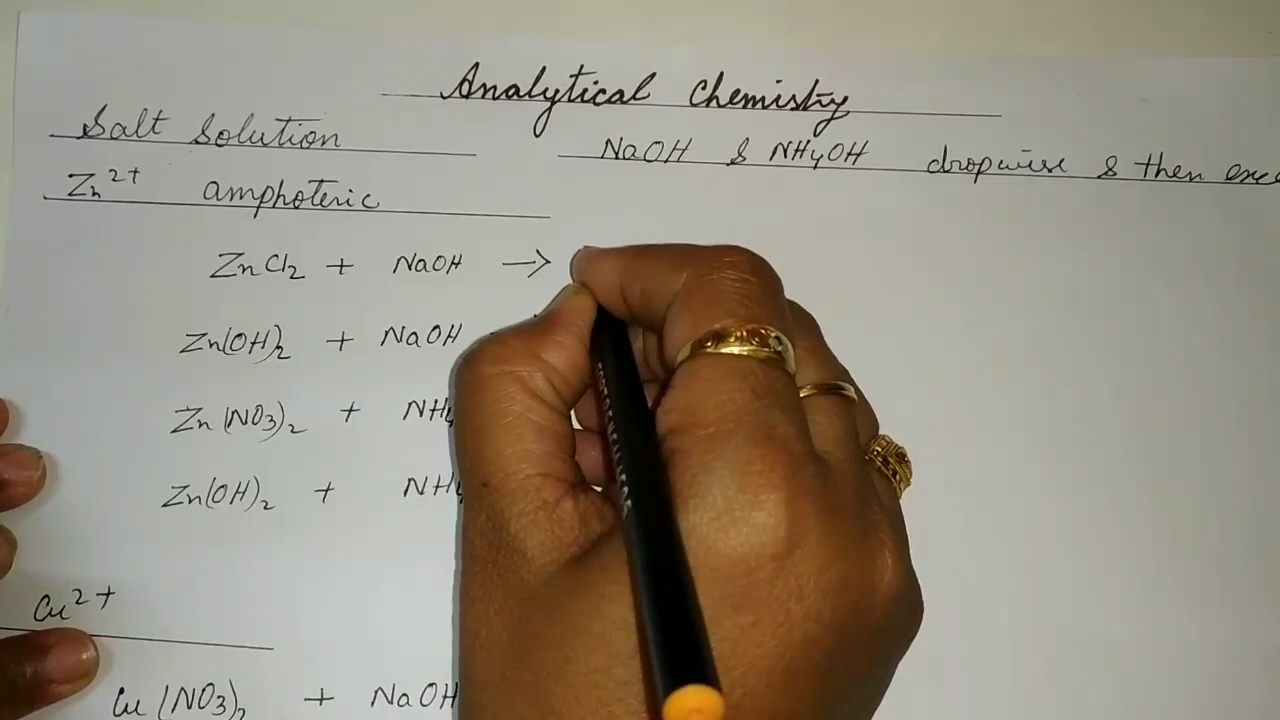 Analytical Chemistry
Salt Solution NaOH & NH4OH dropwise & then exce
Zn2+ amphoteric
ZnCl2 + NaOH →
Zn(OH)2 + NaOH
Zn(NO3)2 + NH4
Zn(OH)2 + NH4
Cu2+
Cu(NO3)2 + NaOH